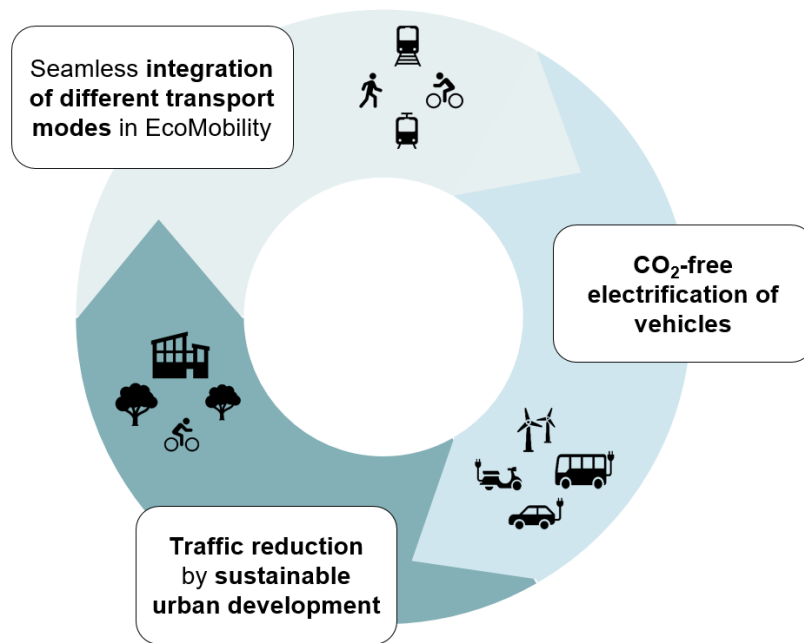 Seamless integration
of different transport
modes in EcoMobility
CO₂-free
electrification of
vehicles
Traffic reduction
by sustainable
urban development